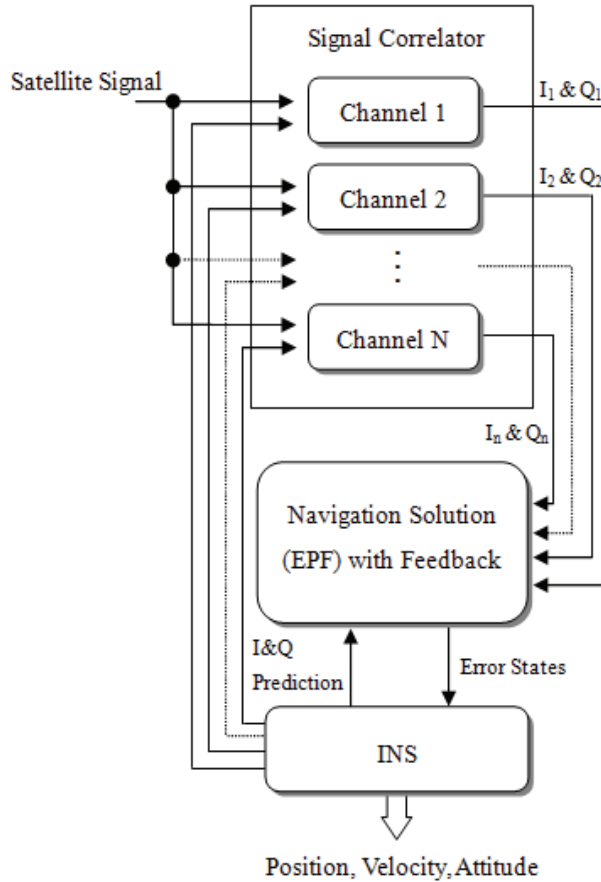 Signal Correlator
Satellite Signal
Channel 1
I1 & Q1
Channel 2
I2 & Q2
⋮
Channel N
In & Qn
Navigation Solution
(EPF) with Feedback
I&Q
Prediction
Error States
INS
Position, Velocity, Attitude